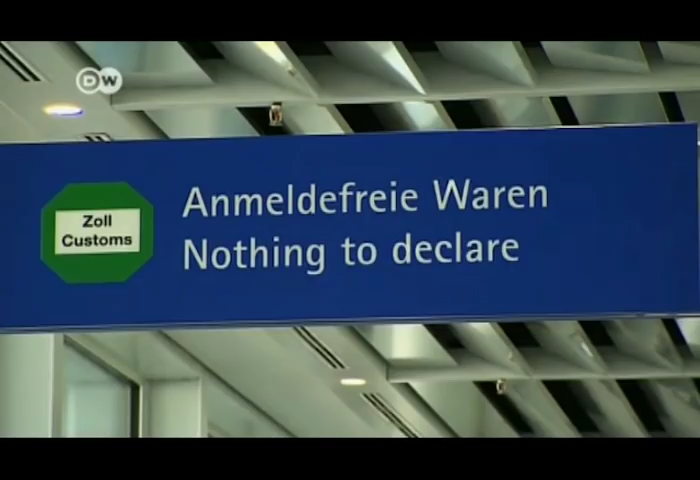 DW
Zoll
Customs
Anmeldefreie Waren
Nothing to declare